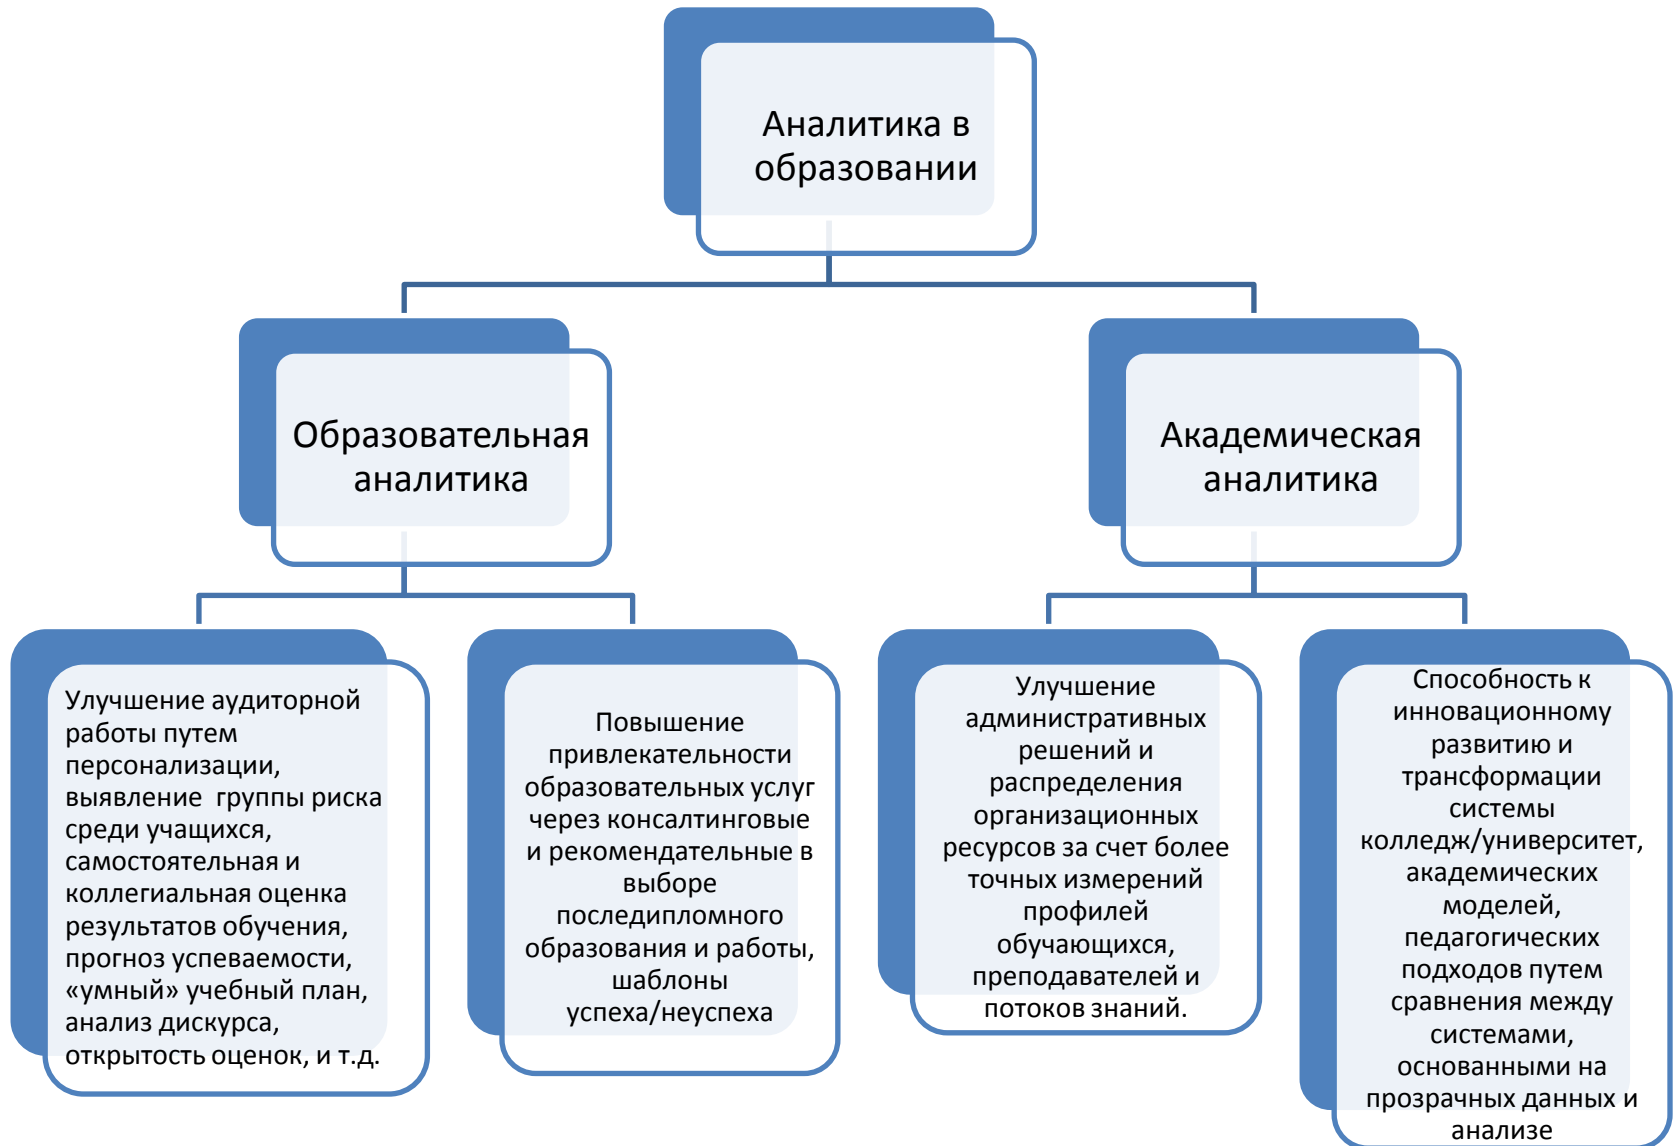 Аналитика в
образовании
Образовательная
аналитика
Академическая
аналитика
Улучшение аудиторной
работы путем
персонализации,
выявление  группы риска
среди учащихся,
самостоятельная и
коллегиальная оценка
результатов обучения,
прогноз успеваемости,
«умный» учебный план,
анализ дискурса,
открытость оценок, и т.д.
Повышение
привлекательности
образовательных услуг
через консалтинговые
и рекомендательные в
выборе
последипломного
образования и работы,
шаблоны
успеха/неуспеха
Улучшение
административных
решений и
распределения
организационных
ресурсов за счет более
точных измерений
профилей
обучающихся,
преподавателей и
потоков знаний.
Способность к
инновационному
развитию и
трансформации
системы
колледж/университет,
академических
моделей,
педагогических
подходов путем
сравнения между
системами,
основанными на
прозрачных данных и
анализе